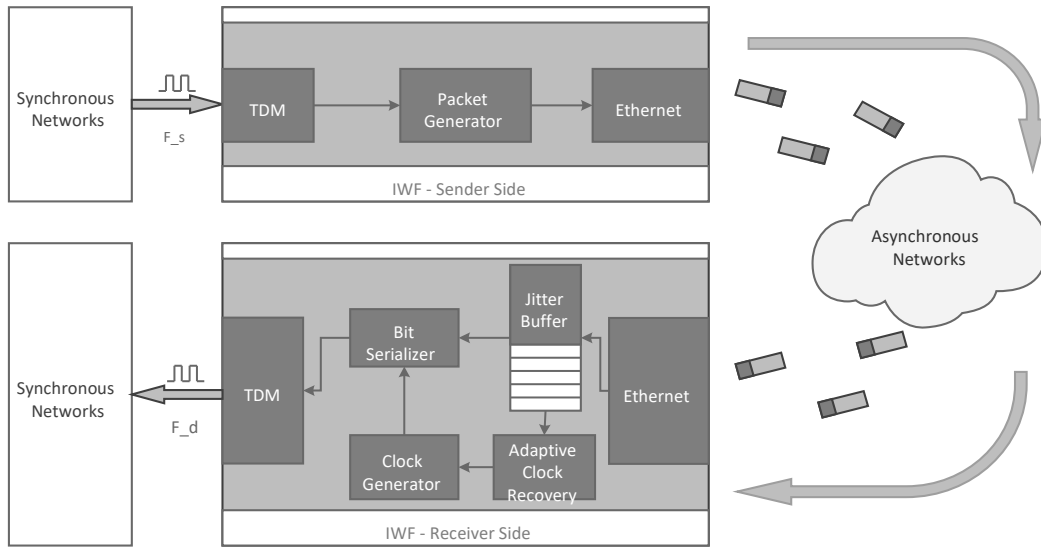 Synchronous
Networks
F_s
TDM
Packet
Generator
Ethernet
IWF - Sender Side
Asynchronous
Networks
Synchronous
Networks
F_d
TDM
Bit
Serializer
Jitter
Buffer
Ethernet
Clock
Generator
Adaptive
Clock
Recovery
IWF - Receiver Side